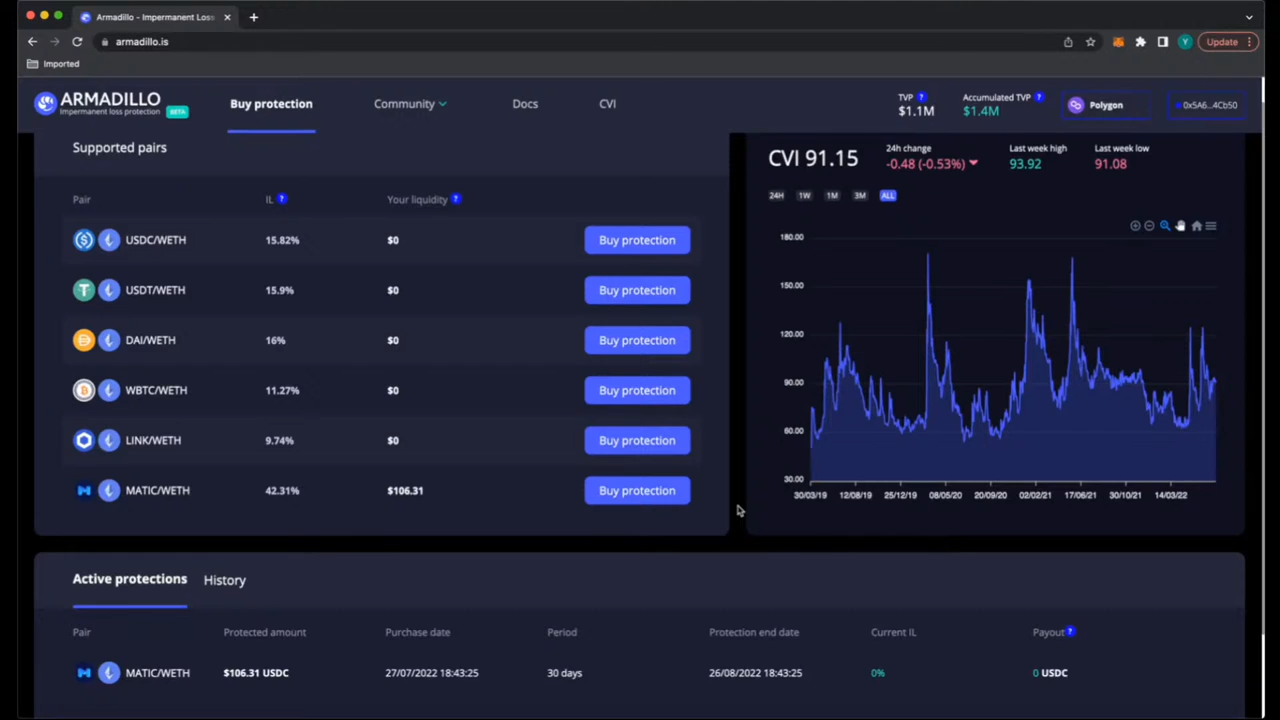 Armadillo - Impermanent Loss
armadillo.is
Y
Update
Imported
ARMADILLO
Impermanent loss protection
BETA
Buy protection
Community
Docs
CVI
TVP ?
$1.1M
Accumulated TVP ?
$1.4M
Polygon
0x5A6...4Cb50
Supported pairs
Pair IL ? Your liquidity ?
USDC/WETH 15.82% $0 Buy protection
USDT/WETH 15.9% $0 Buy protection
DAI/WETH 16% $0 Buy protection
WBTC/WETH 11.27% $0 Buy protection
LINK/WETH 9.74% $0 Buy protection
MATIC/WETH 42.31% $106.31 Buy protection
CVI 91.15
24h change
-0.48 (-0.53%)
Last week high
93.92
Last week low
91.08
24H 1W 1M 3M ALL
180.00
150.00
120.00
90.00
60.00
30.00
30/03/19 12/08/19 25/12/19 08/05/20 20/09/20 02/02/21 17/06/21 30/10/21 14/03/22
Active protections History
Pair Protected amount Purchase date Period Protection end date Current IL Payout ?
MATIC/WETH $106.31 USDC 27/07/2022 18:43:25 30 days 26/08/2022 18:43:25 0% 0 USDC